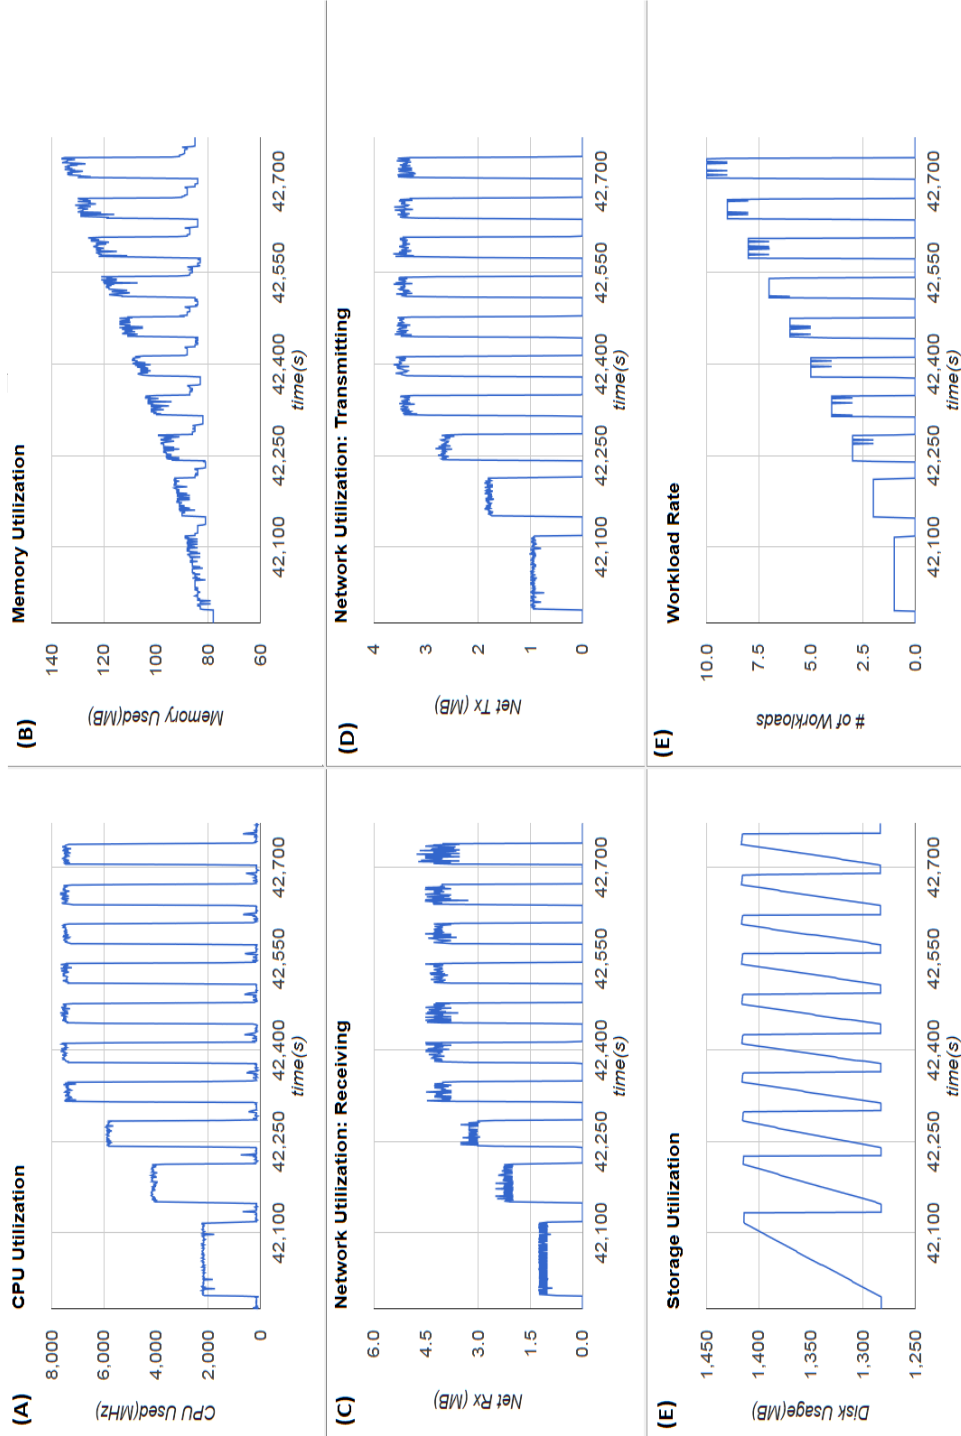 (A)
CPU Utilization
8,000
6,000
4,000
2,000
0
CPU Used(MHz)
42,100
42,250
42,400
42,550
42,700
time(s)
(B)
Memory Utilization
140
120
100
80
60
Memory Used(MB)
42,100
42,250
42,400
42,550
42,700
time(s)
(C)
Network Utilization: Receiving
6.0
4.5
3.0
1.5
0.0
Net Rx (MB)
42,100
42,250
42,400
42,550
42,700
time(s)
(D)
Network Utilization: Transmitting
4
3
2
1
0
Net Tx (MB)
42,100
42,250
42,400
42,550
42,700
time(s)
(E)
Storage Utilization
1,450
1,400
1,350
1,300
1,250
Disk Usage(MB)
42,100
42,250
42,400
42,550
42,700
time(s)
(E)
Workload Rate
10.0
7.5
5.0
2.5
0.0
# of Workloads
42,100
42,250
42,400
42,550
42,700
time(s)